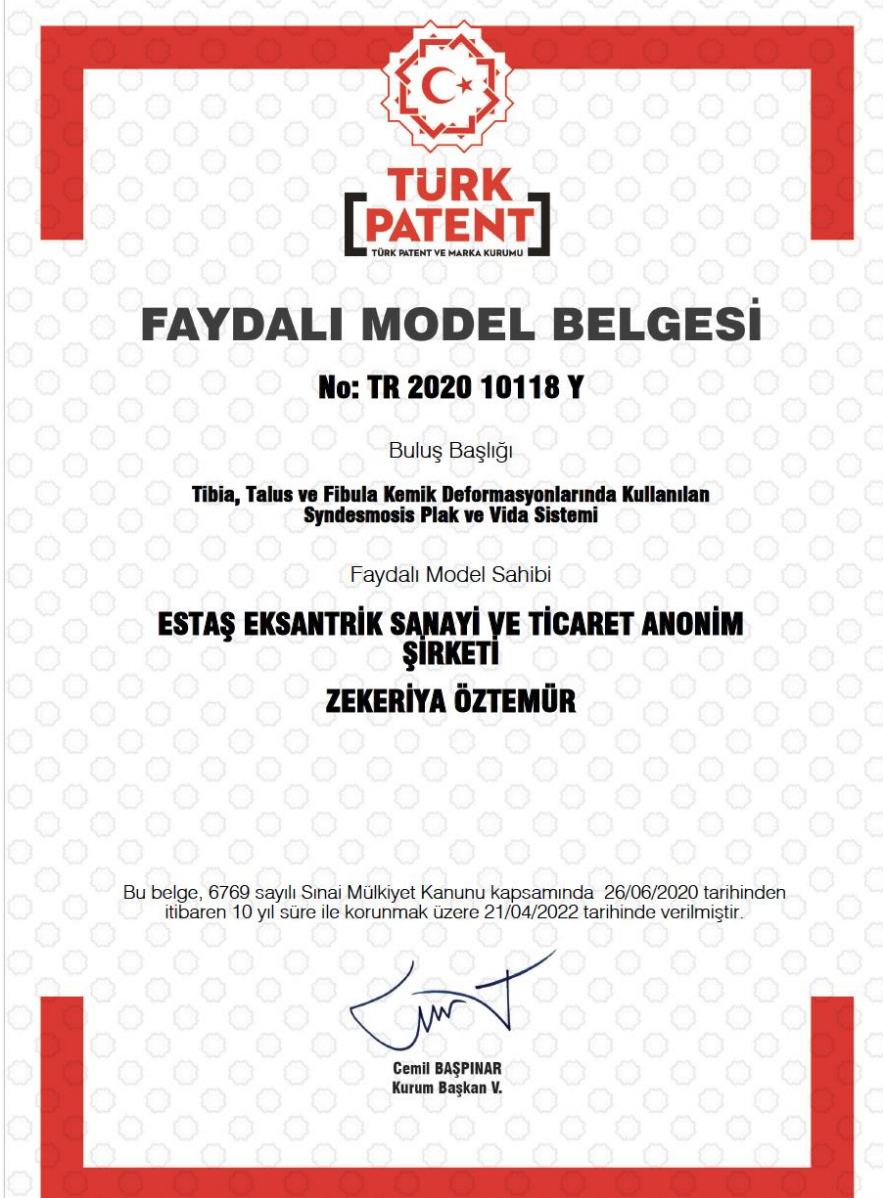 TÜRK
PATENT
TÜRK PATENT VE MARKA KURUMU
FAYDALI MODEL BELGESİ
No: TR 2020 10118 Y
Buluş Başlığı
Tibia, Talus ve Fibula Kemik Deformasyonlarında Kullanılan
Syndesmosis Plak ve Vida Sistemi
Faydalı Model Sahibi
ESTAŞ EKSANTRİK SANAYİ VE TİCARET ANONİM
ŞİRKETİ
ZEKERİYA ÖZTEMÜR
Bu belge, 6769 sayılı Sınai Mülkiyet Kanunu kapsamında 26/06/2020 tarihinden
itibaren 10 yıl süre ile korunmak üzere 21/04/2022 tarihinde verilmiştir.
Cemil BAŞPINAR
Kurum Başkan V.